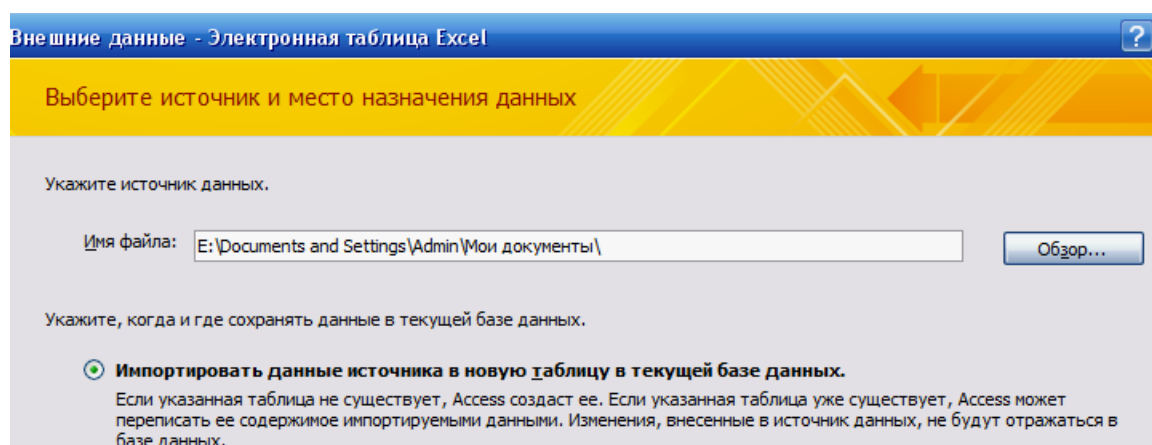 Внешние данные - Электронная таблица Excel
?
Выберите источник и место назначения данных
Укажите источник данных.
Имя файла: E:\Documents and Settings\Admin\Мои документы\ Обзор...
Укажите, когда и где сохранять данные в текущей базе данных.
Импортировать данные источника в новую таблицу в текущей базе данных.
Если указанная таблица не существует, Access создаст ее. Если указанная таблица уже существует, Access может
переписать ее содержимое импортируемыми данными. Изменения, внесенные в источник данных, не будут отражаться в
базе данных.